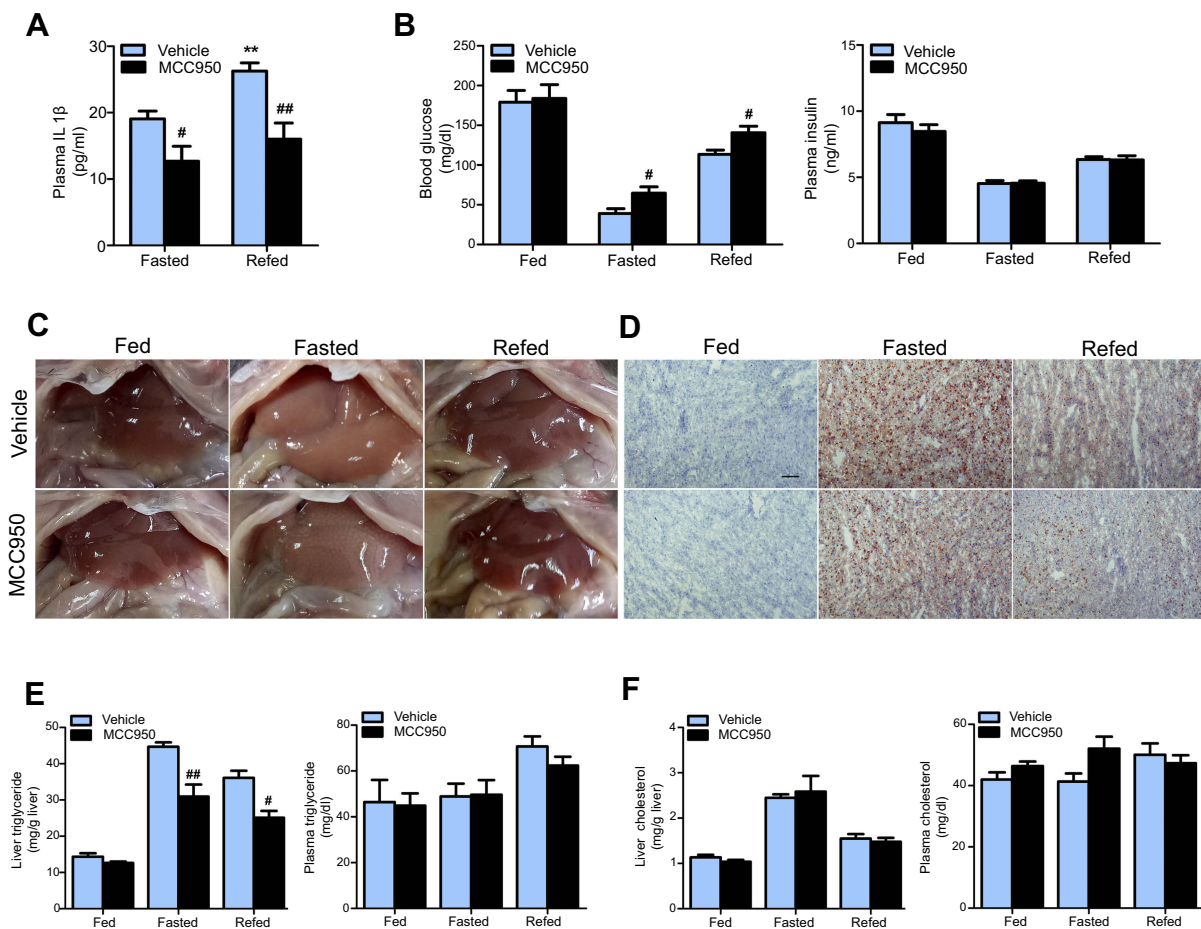 A
Plasma IL 1β
(pg/ml)
30
20
10
0
Vehicle
MCC950
#
**
##
Fasted
Refed
B
Blood glucose
(mg/dl)
250
200
150
100
50
0
Vehicle
MCC950
#
#
Fed
Fasted
Refed
Plasma insulin
(ng/ml)
15
10
5
0
Vehicle
MCC950
Fed
Fasted
Refed
C
Fed
Fasted
Refed
Vehicle
MCC950
D
Fed
Fasted
Refed
E
Liver triglyceride
(mg/g liver)
50
40
30
20
10
0
Vehicle
MCC950
##
#
Fed
Fasted
Refed
Plasma triglyceride
(mg/dl)
80
60
40
20
0
Vehicle
MCC950
Fed
Fasted
Refed
F
Liver cholesterol
(mg/g liver)
4
3
2
1
0
Vehicle
MCC950
Fed
Fasted
Refed
Plasma cholesterol
(mg/dl)
60
40
20
0
Vehicle
MCC950
Fed
Fasted
Refed